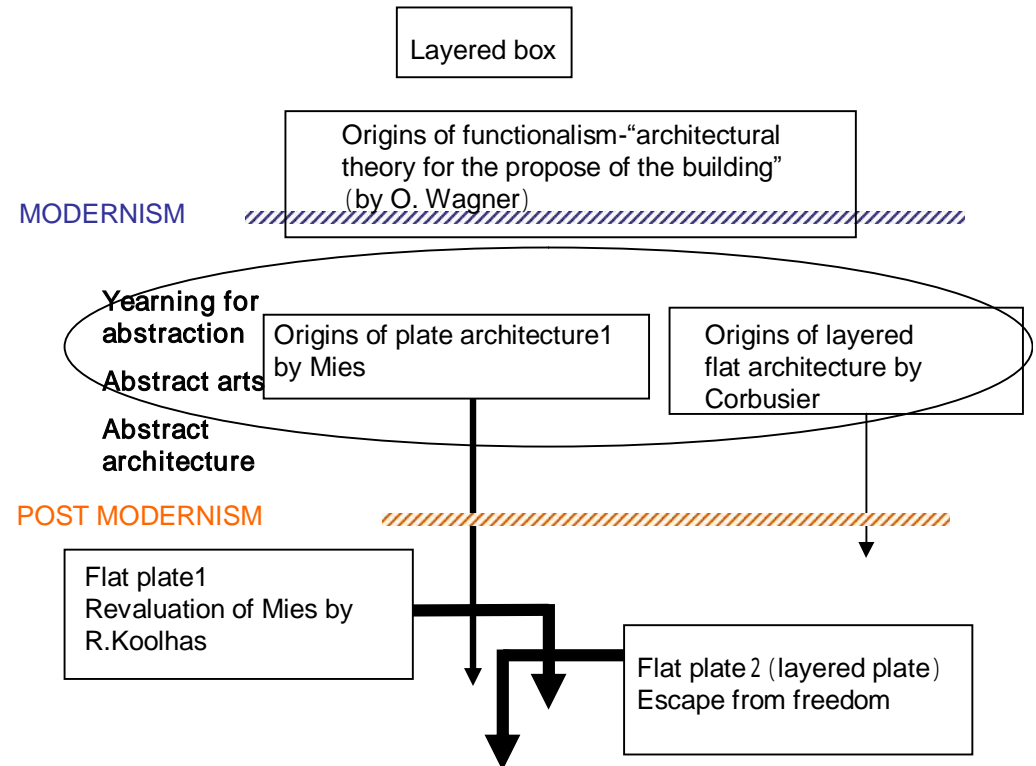 Layered box
Origins of functionalism-“architectural
theory for the propose of the building”
(by O. Wagner)
MODERNISM
Yearning for
abstraction
Abstract arts
Abstract
architecture
Origins of plate architecture1
by Mies
Origins of layered
flat architecture by
Corbusier
POST MODERNISM
Flat plate1
Revaluation of Mies by
R.Koolhas
Flat plate2 (layered plate)
Escape from freedom